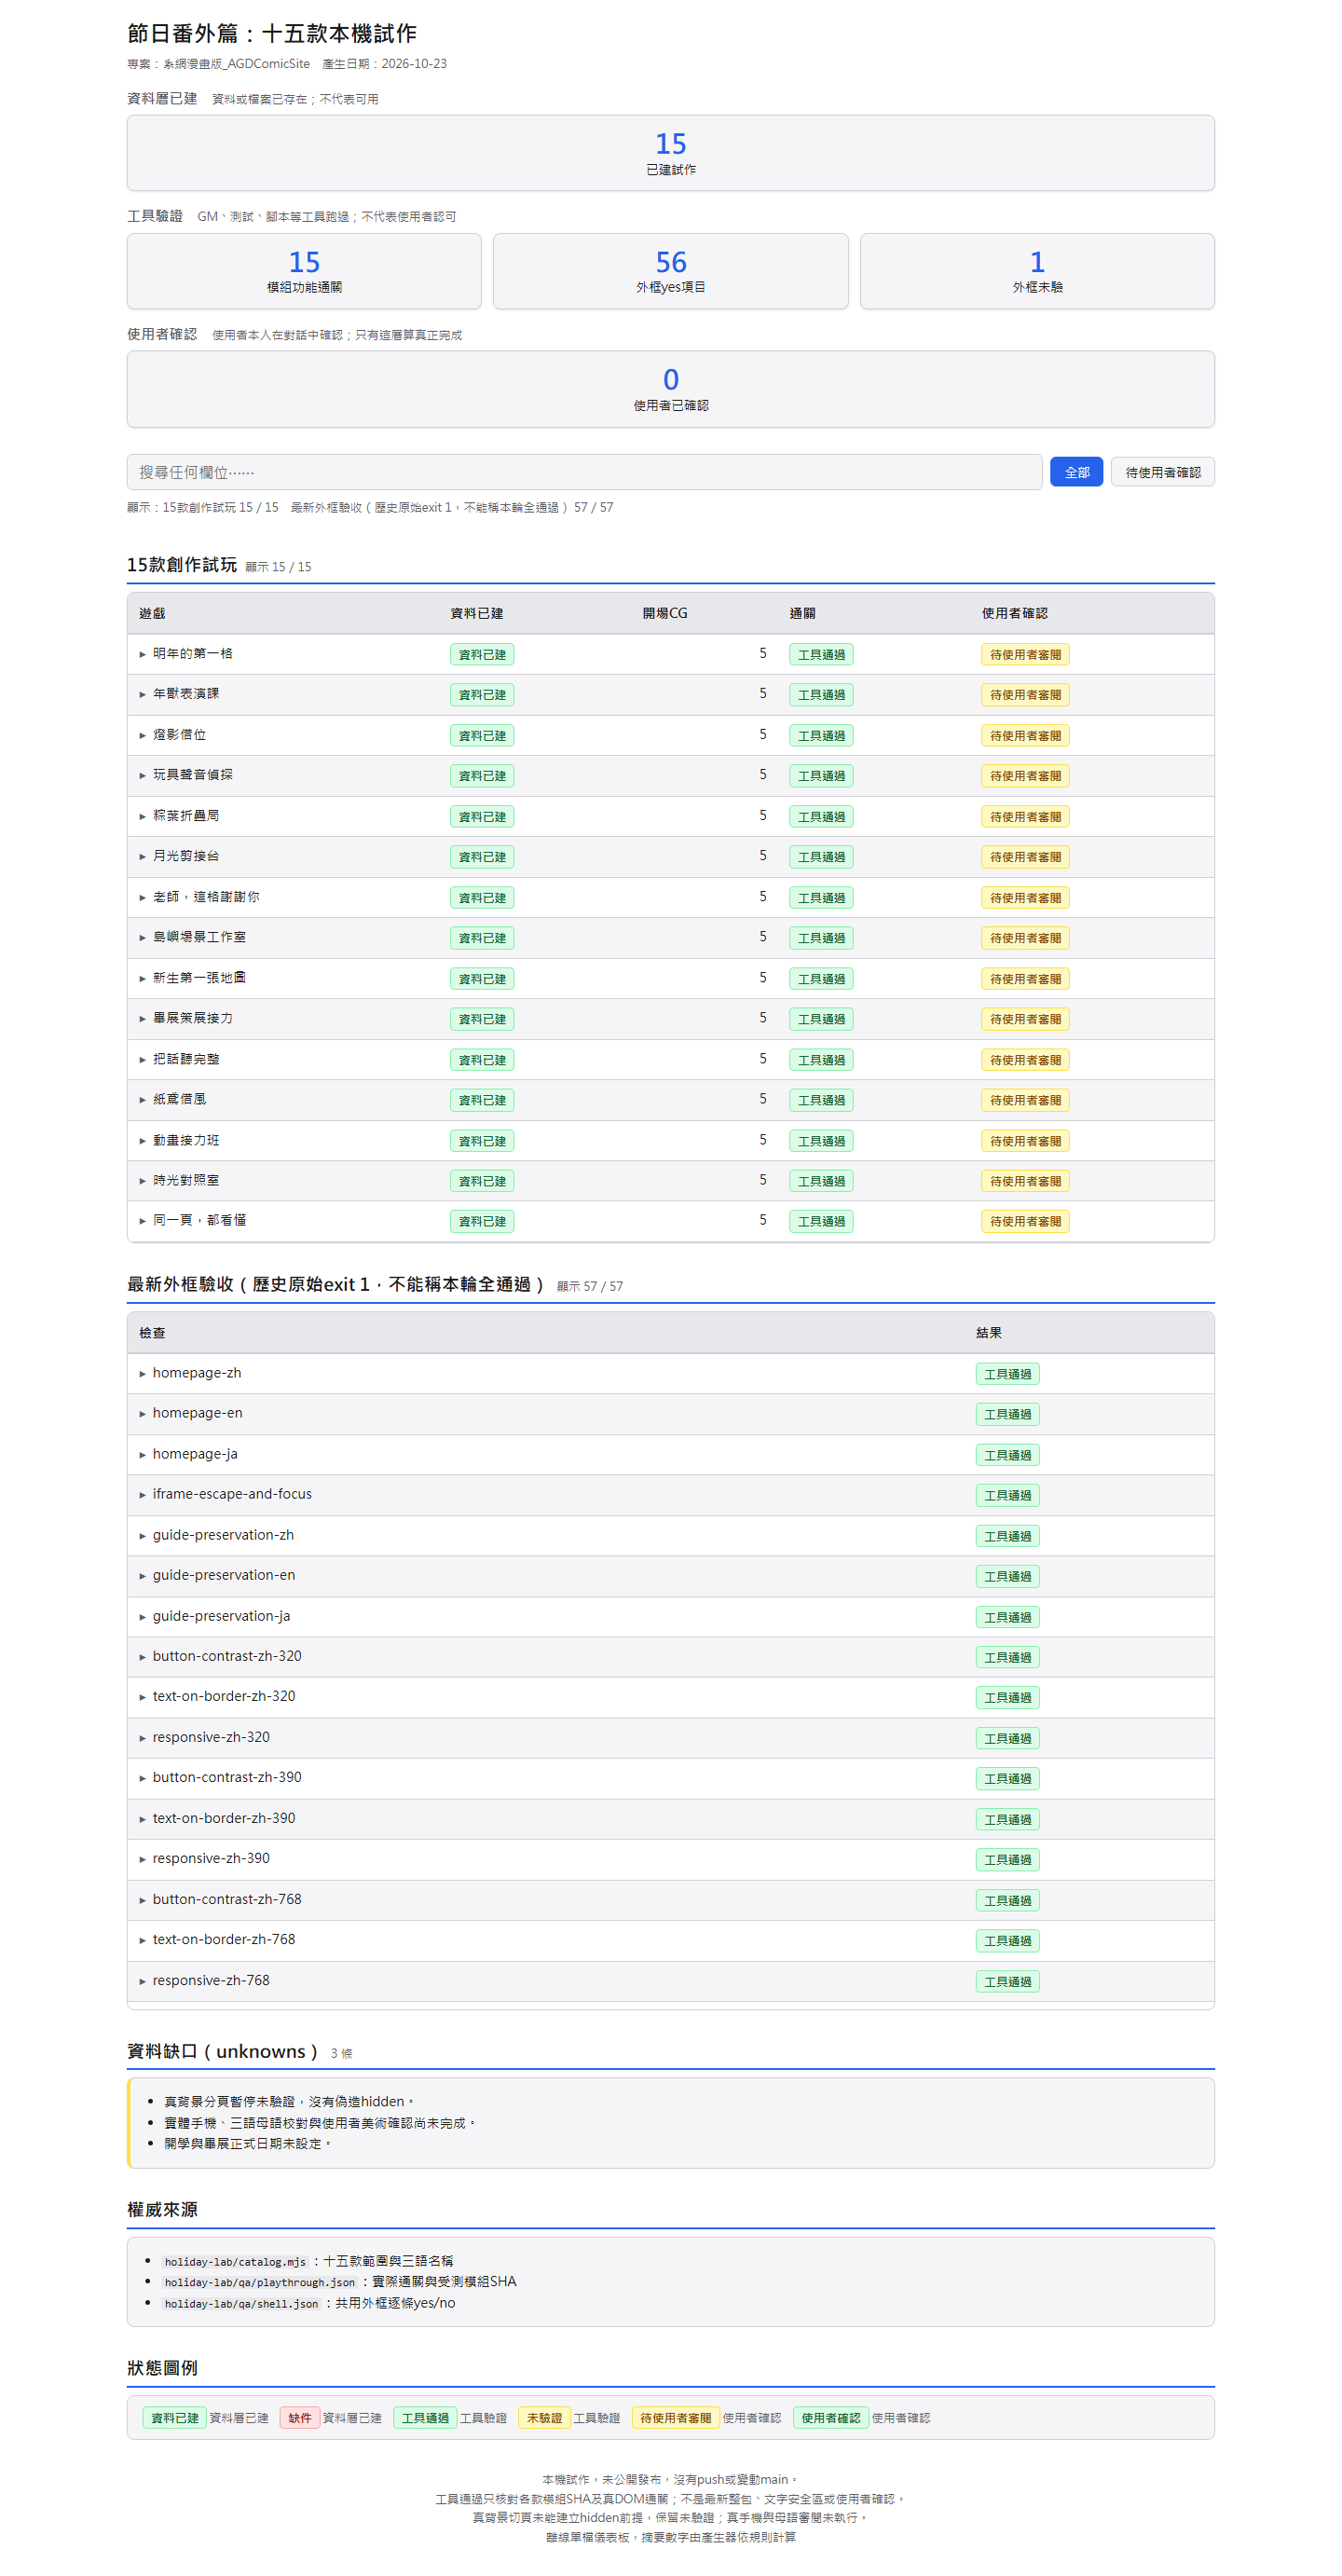 節日番外篇：十五款本機試作
專案：系網漫畫版_AGDComicSite 產生日期：2026-10-23
資料層已建 資料或檔案已存在；不代表可用
15
已建試作
工具驗證 GM、測試、腳本等工具跑過；不代表使用者認可
15
模組功能通關
56
外框yes項目
1
外框未驗
使用者確認 使用者本人在對話中確認；只有這層算真正完成
0
使用者已確認
搜尋任何欄位⋯⋯
全部
待使用者確認
顯示：15款創作試玩 15 / 15 最新外框驗收（歷史原始exit 1，不能稱本輪全通過） 57 / 57
15款創作試玩 顯示 15 / 15
遊戲 資料已建 開場CG 通關 使用者確認
▸ 明年的第一格 資料已建 5 工具通過 待使用者審閱
▸ 年獸表演課 資料已建 5 工具通過 待使用者審閱
▸ 燈影借位 資料已建 5 工具通過 待使用者審閱
▸ 玩具聲音偵探 資料已建 5 工具通過 待使用者審閱
▸ 粽葉折疊局 資料已建 5 工具通過 待使用者審閱
▸ 月光剪接台 資料已建 5 工具通過 待使用者審閱
▸ 老師，這格謝謝你 資料已建 5 工具通過 待使用者審閱
▸ 島嶼場景工作室 資料已建 5 工具通過 待使用者審閱
▸ 新生第一張地圖 資料已建 5 工具通過 待使用者審閱
▸ 畢展策展接力 資料已建 5 工具通過 待使用者審閱
▸ 把話聽完整 資料已建 5 工具通過 待使用者審閱
▸ 紙鳶借風 資料已建 5 工具通過 待使用者審閱
▸ 動畫接力班 資料已建 5 工具通過 待使用者審閱
▸ 時光對照室 資料已建 5 工具通過 待使用者審閱
▸ 同一頁，都看懂 資料已建 5 工具通過 待使用者審閱
最新外框驗收（歷史原始exit 1，不能稱本輪全通過） 顯示 57 / 57
檢查 結果
▸ homepage-zh 工具通過
▸ homepage-en 工具通過
▸ homepage-ja 工具通過
▸ iframe-escape-and-focus 工具通過
▸ guide-preservation-zh 工具通過
▸ guide-preservation-en 工具通過
▸ guide-preservation-ja 工具通過
▸ button-contrast-zh-320 工具通過
▸ text-on-border-zh-320 工具通過
▸ responsive-zh-320 工具通過
▸ button-contrast-zh-390 工具通過
▸ text-on-border-zh-390 工具通過
▸ responsive-zh-390 工具通過
▸ button-contrast-zh-768 工具通過
▸ text-on-border-zh-768 工具通過
▸ responsive-zh-768 工具通過
資料缺口（unknowns） 3 條
• 真背景分頁暫停未驗證，沒有偽造hidden。
• 實體手機、三語母語校對與使用者美術確認尚未完成。
• 開學與畢展正式日期未設定。
權威來源
• holiday-lab/catalog.mjs：十五款範圍與三語名稱
• holiday-lab/qa/playthrough.json：實際通關與受測模組SHA
• holiday-lab/qa/shell.json：共用外框逐條yes/no
狀態圖例
資料已建 資料層已建 缺件 資料層已建 工具通過 工具驗證 未驗證 工具驗證 待使用者審閱 使用者確認 使用者確認 使用者確認
本機試作，未公開發布，沒有push或變動main。
工具通過只核對各款模組SHA及真DOM通關；不是最新整包、文字安全區或使用者確認。
真背景切頁未能建立hidden前提，保留未驗證；真手機與母語審閱未執行。
離線單檔儀表板，摘要數字由產生器依規則計算